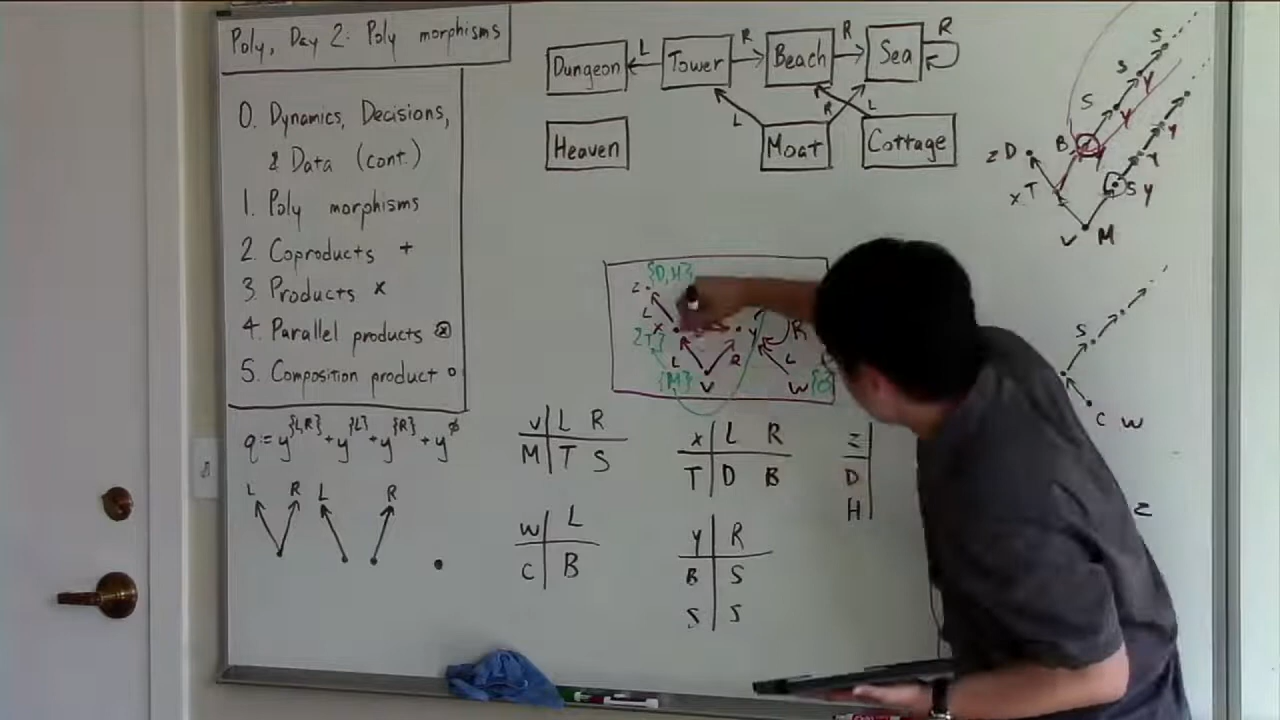 Poly, Day 2: Poly morphisms
0. Dynamics, Decisions,
& Data (cont.)
1. Poly morphisms
2. Coproducts +
3. Products ×
4. Parallel products ⊗
5. Composition product ∘
q := y^{L,R} + y^{L} + y^{R} + y^∅
L R L R
L R R R
Dungeon Tower Beach Sea
L R L
Heaven Moat Cottage
{D,H}
z
L
x y R
{T}
L R L
{M} v w
v L R
M T S
x L R
T D B
z
D
H
w L
C B
y R
B S
S S
S
S Y
S Y
B Y Y
z D Y
x T S y
v M
S
C w
z